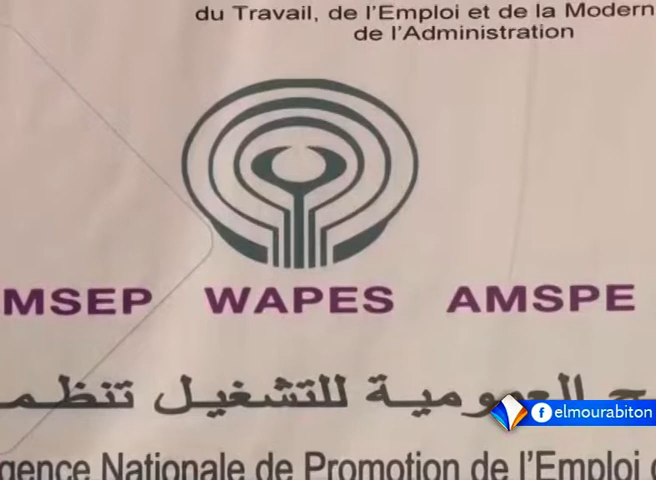 du Travail, de l'Emploi et de la Modern
de l'Administration
MSEP WAPES AMSPE
العمومية للتشغيل تنظم
elmourabiton
gence Nationale de Promotion de l'Emploi